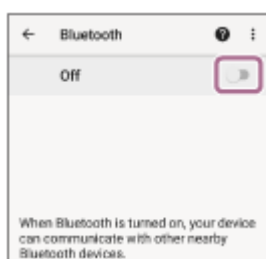 Bluetooth
Off
When Bluetooth is turned on, your device
can communicate with other nearby
Bluetooth devices.